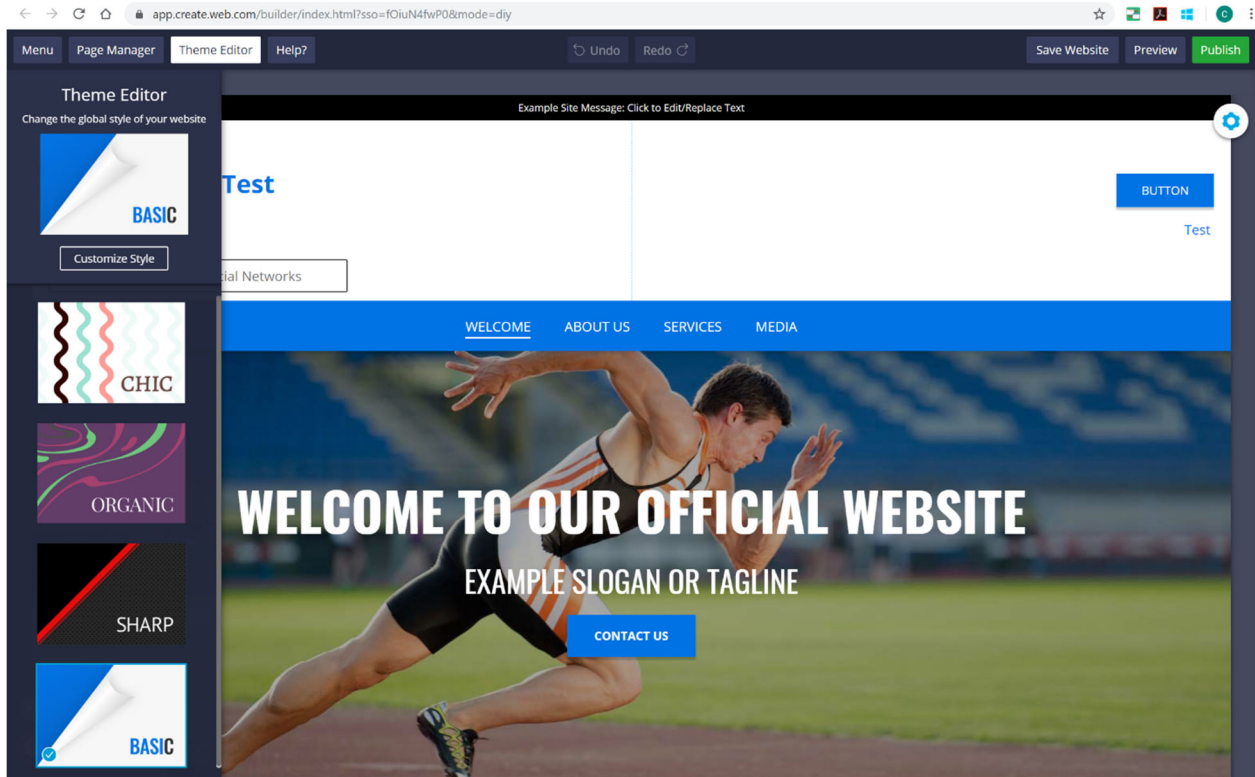 app.create.web.com/builder/index.html?sso=fOiuN4fwP0&mode=diy
C
Menu Page Manager Theme Editor Help? Undo Redo Save Website Preview Publish
Theme Editor
Change the global style of your website
BASIC
Customize Style
CHIC
ORGANIC
SHARP
BASIC
Example Site Message: Click to Edit/Replace Text
Test
BUTTON
Test
ial Networks
WELCOME ABOUT US SERVICES MEDIA
WELCOME TO OUR OFFICIAL WEBSITE
EXAMPLE SLOGAN OR TAGLINE
CONTACT US